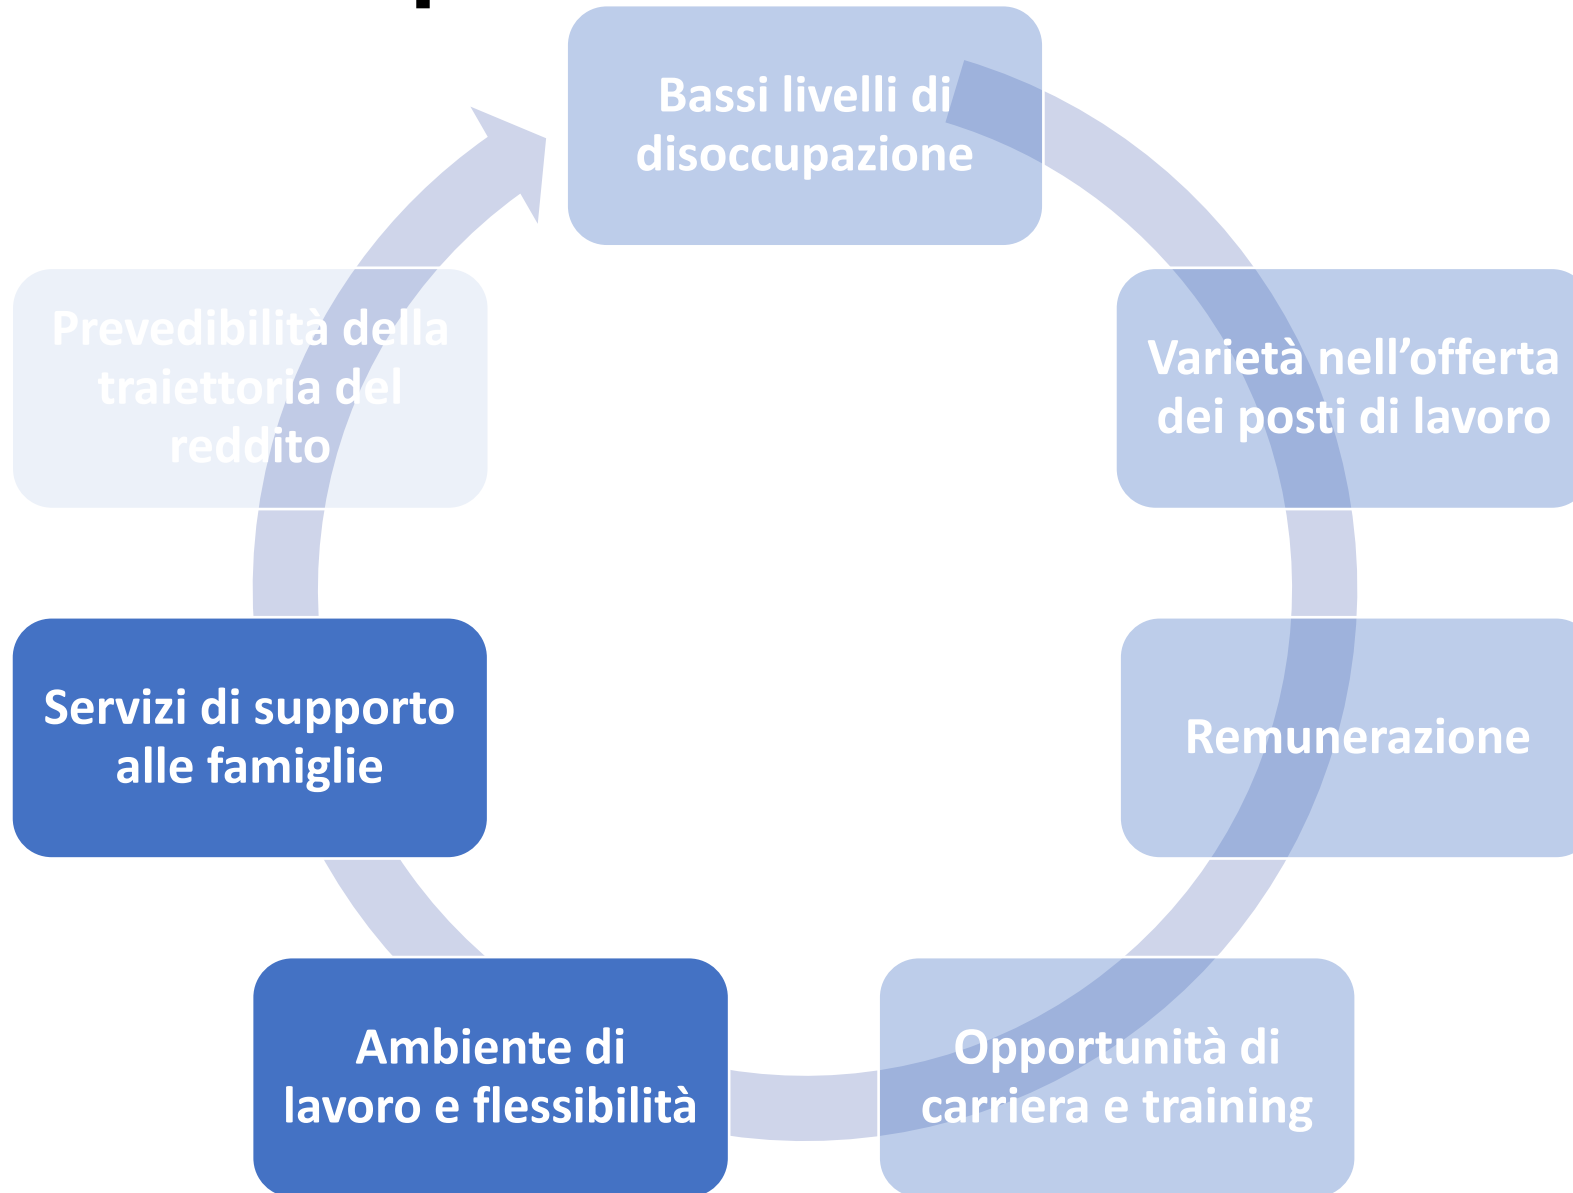 Bassi livelli di
disoccupazione
Varietà nell’offerta
dei posti di lavoro
Remunerazione
Opportunità di
carriera e training
Ambiente di
lavoro e flessibilità
Servizi di supporto
alle famiglie
Prevedibilità della
traiettoria del
reddito